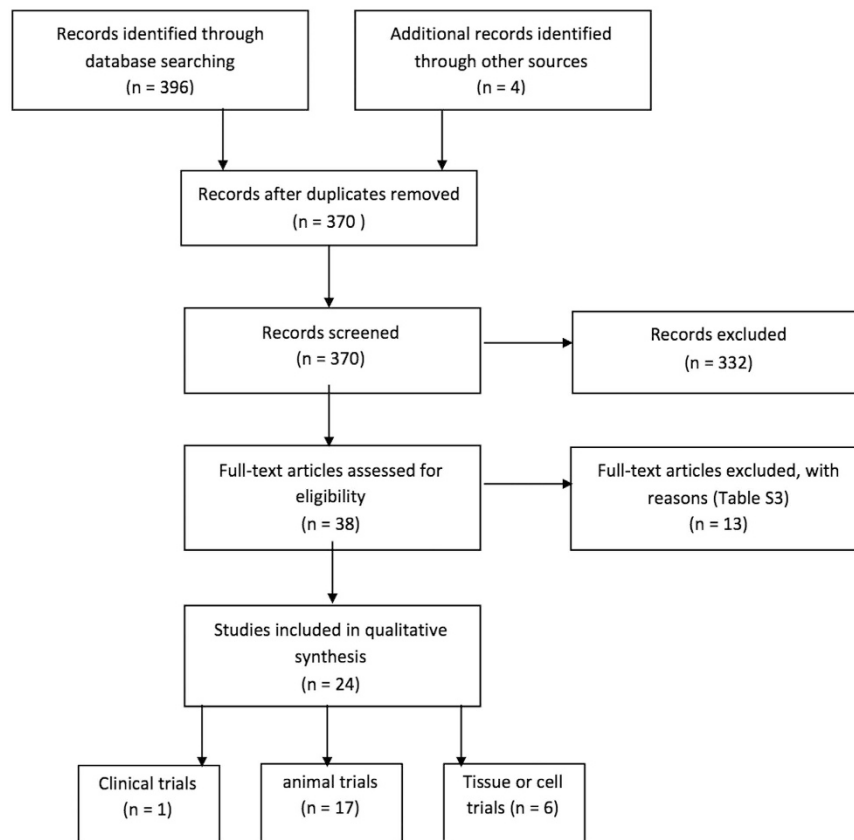 Records identified through
database searching
(n = 396)
Additional records identified
through other sources
(n = 4)
Records after duplicates removed
(n = 370 )
Records screened
(n = 370)
Records excluded
(n = 332)
Full-text articles assessed for
eligibility
(n = 38)
Full-text articles excluded, with
reasons (Table S3)
(n = 13)
Studies included in qualitative
synthesis
(n = 24)
Clinical trials
(n = 1)
animal trials
(n = 17)
Tissue or cell
trials (n = 6)